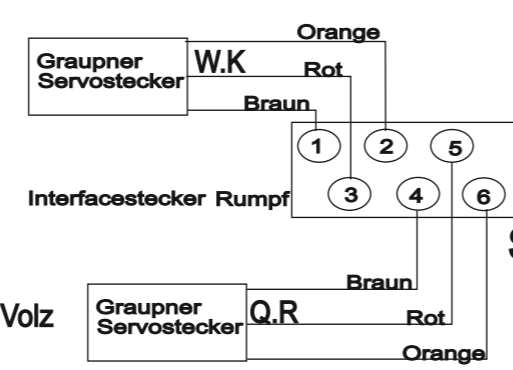 Orange
Graupner
Servostecker
W.K
Rot
Braun
1
2
5
Interfacestecker Rumpf
3
4
6
Braun
Volz
Graupner
Servostecker
Q.R
Rot
Orange